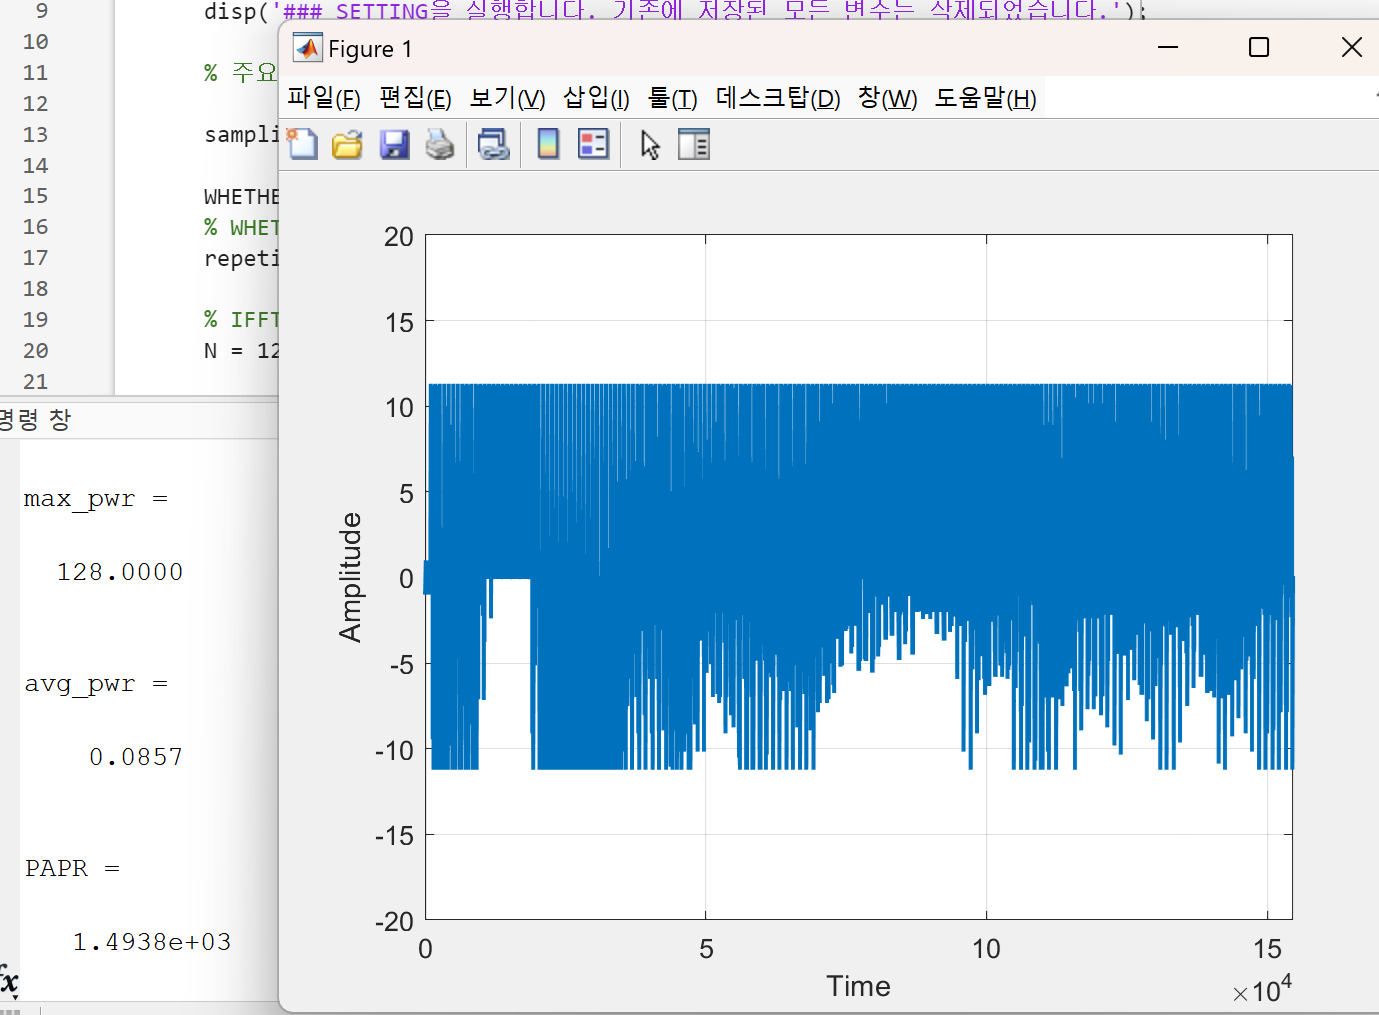 9 disp('### SETTING을 실행합니다. 기존에 저장된 모든 변수는 삭제되었습니다.');
10
11 % 주요
12
13 sampli
14
15 WHETHE
16 % WHET
17 repeti
18
19 % IFFT
20 N = 12
21
Figure 1
파일(F) 편집(E) 보기(V) 삽입(I) 툴(T) 데스크탑(D) 창(W) 도움말(H)
명령 창
max_pwr =
128.0000
avg_pwr =
0.0857
PAPR =
1.4938e+03
fx
20
15
10
5
0
-5
-10
-15
-20
Amplitude
0 5 10 15
Time
×10⁴